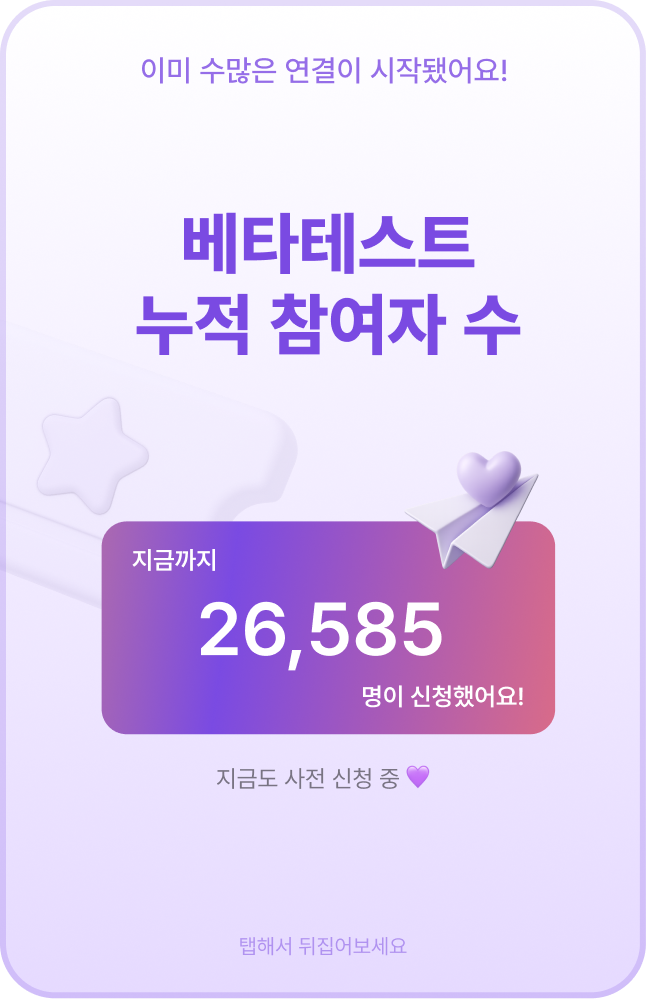 이미 수많은 연결이 시작됐어요!
베타테스트
누적 참여자 수
지금까지
26,585
명이 신청했어요!
지금도 사전 신청 중 💜
탭해서 뒤집어보세요